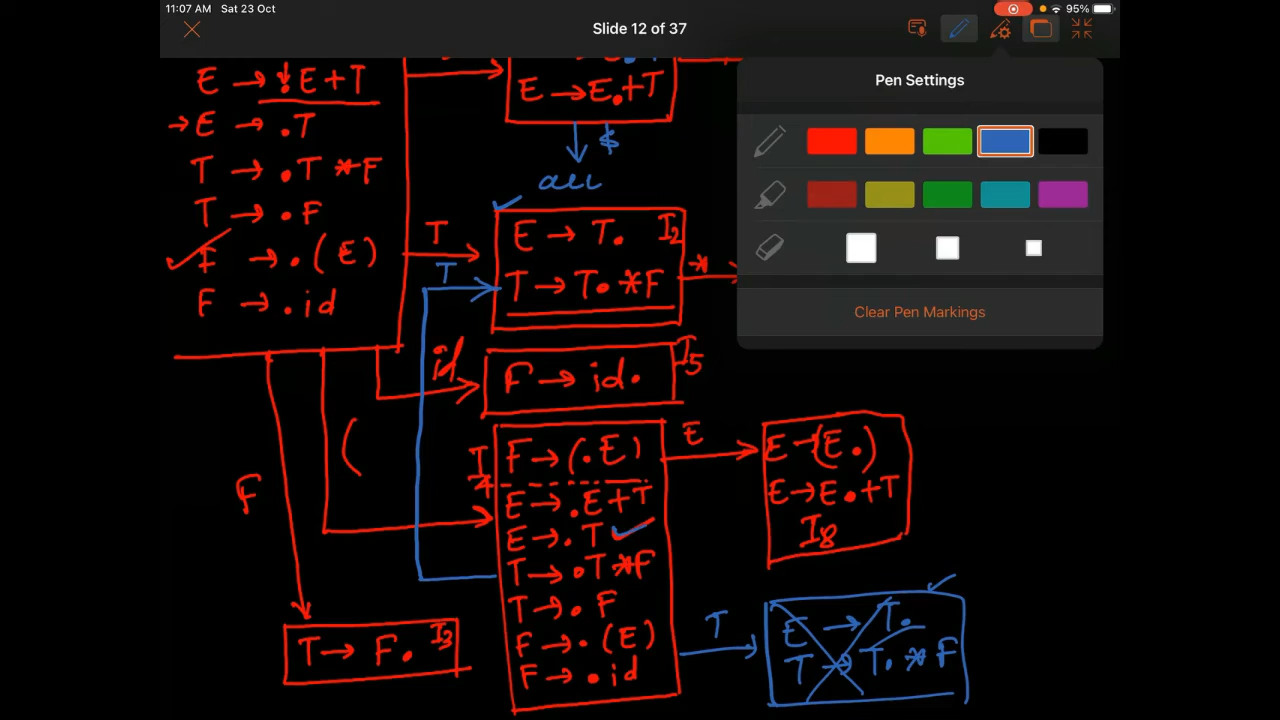 11:07 AM Sat 23 Oct
95%
Slide 12 of 37
Pen Settings
Clear Pen Markings
E → .E+T
→ E → .T
T → .T *F
T → .F
F → .(E)
F → .id
E → E.+T
$
acc
T
T
E → T. I2
T → T. *F
*
id
F → id. I5
(
F
T → F. I3
I4
F → (.E)
E → .E+T
E → .T
T → .T *F
T → .F
F → .(E)
F → .id
E
E → (E.)
E → E.+T
I8
T
E → T.
T → T. * F